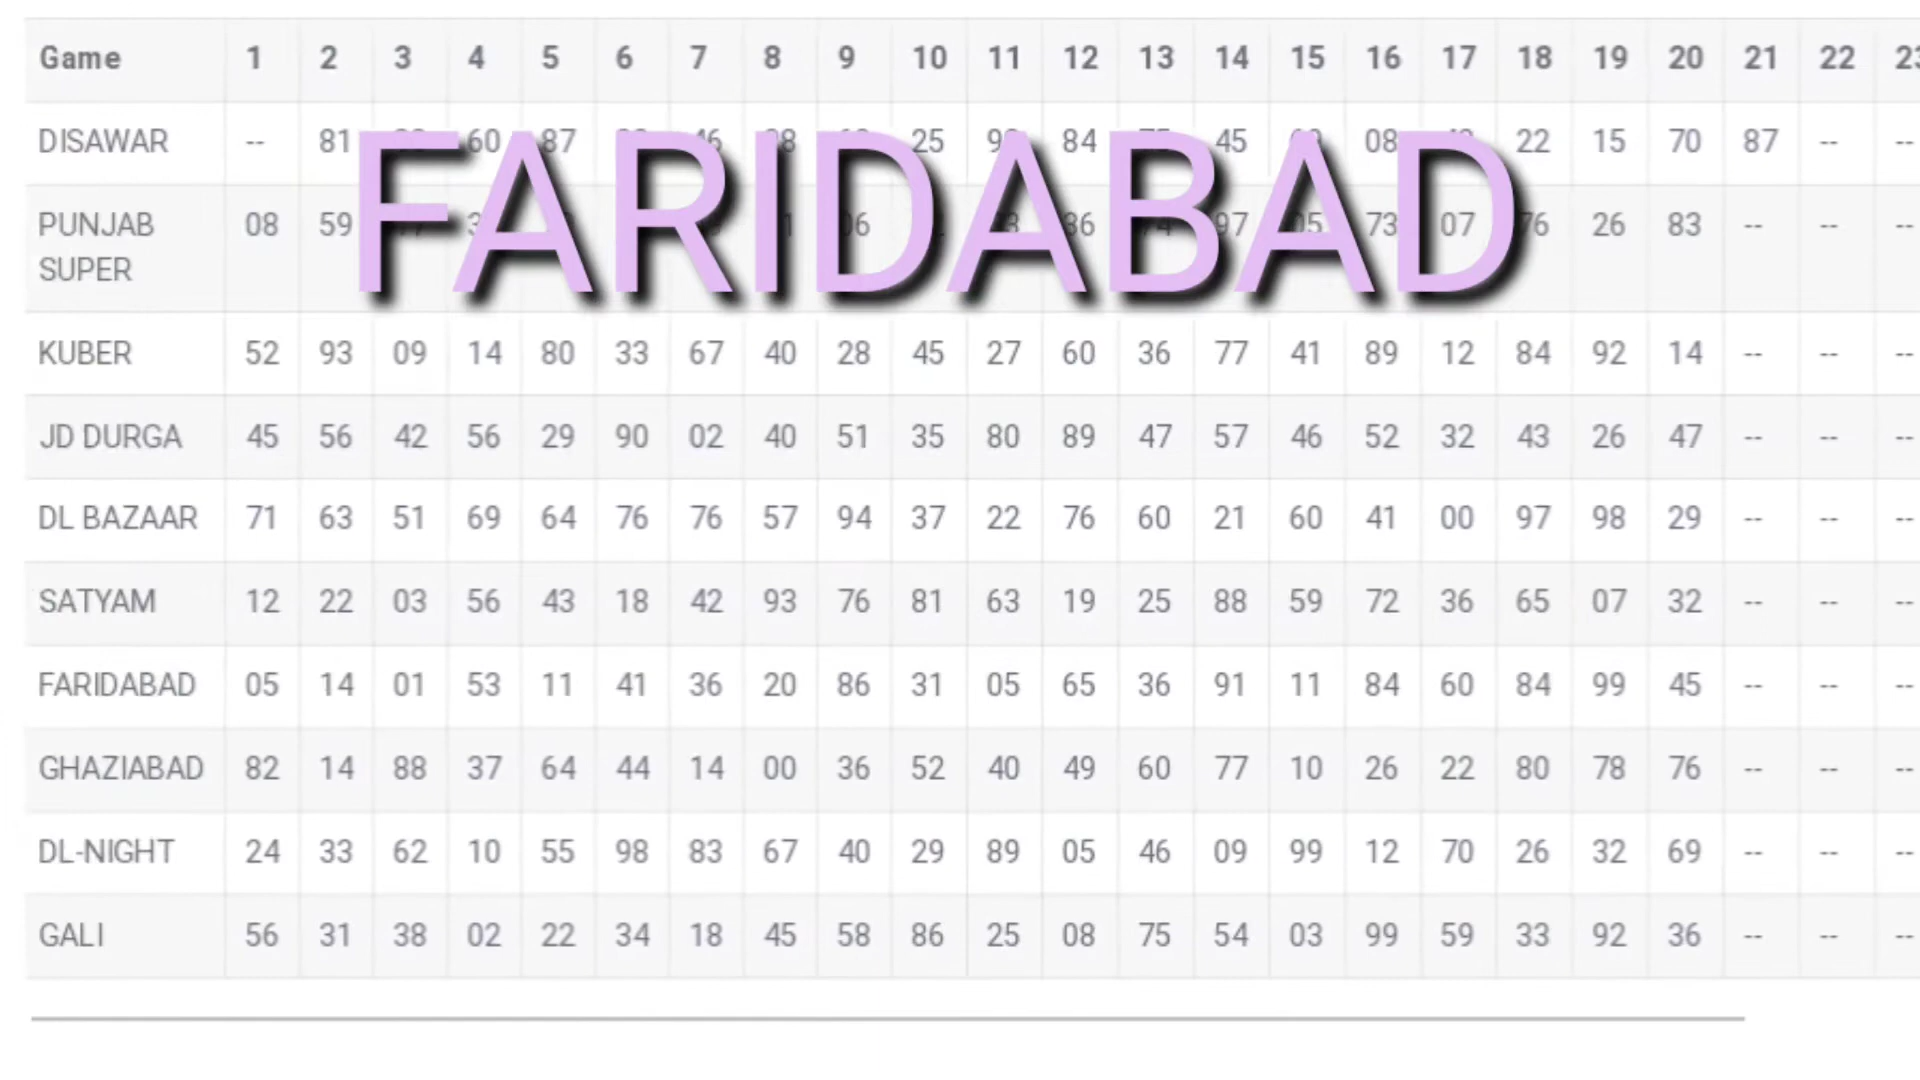 Game 1 2 3 4 5 6 7 8 9 10 11 12 13 14 15 16 17 18 19 20 21 22 23
DISAWAR -- 81 60 87 46 25 84 45 08 22 15 70 87 -- --
FARIDABAD
PUNJAB SUPER 08 59 06 36 97 05 73 07 76 26 83 -- -- --
KUBER 52 93 09 14 80 33 67 40 28 45 27 60 36 77 41 89 12 84 92 14 -- -- --
JD DURGA 45 56 42 56 29 90 02 40 51 35 80 89 47 57 46 52 32 43 26 47 -- -- --
DL BAZAAR 71 63 51 69 64 76 76 57 94 37 22 76 60 21 60 41 00 97 98 29 -- -- --
SATYAM 12 22 03 56 43 18 42 93 76 81 63 19 25 88 59 72 36 65 07 32 -- -- --
FARIDABAD 05 14 01 53 11 41 36 20 86 31 05 65 36 91 11 84 60 84 99 45 -- -- --
GHAZIABAD 82 14 88 37 64 44 14 00 36 52 40 49 60 77 10 26 22 80 78 76 -- -- --
DL-NIGHT 24 33 62 10 55 98 83 67 40 29 89 05 46 09 99 12 70 26 32 69 -- -- --
GALI 56 31 38 02 22 34 18 45 58 86 25 08 75 54 03 99 59 33 92 36 -- -- --